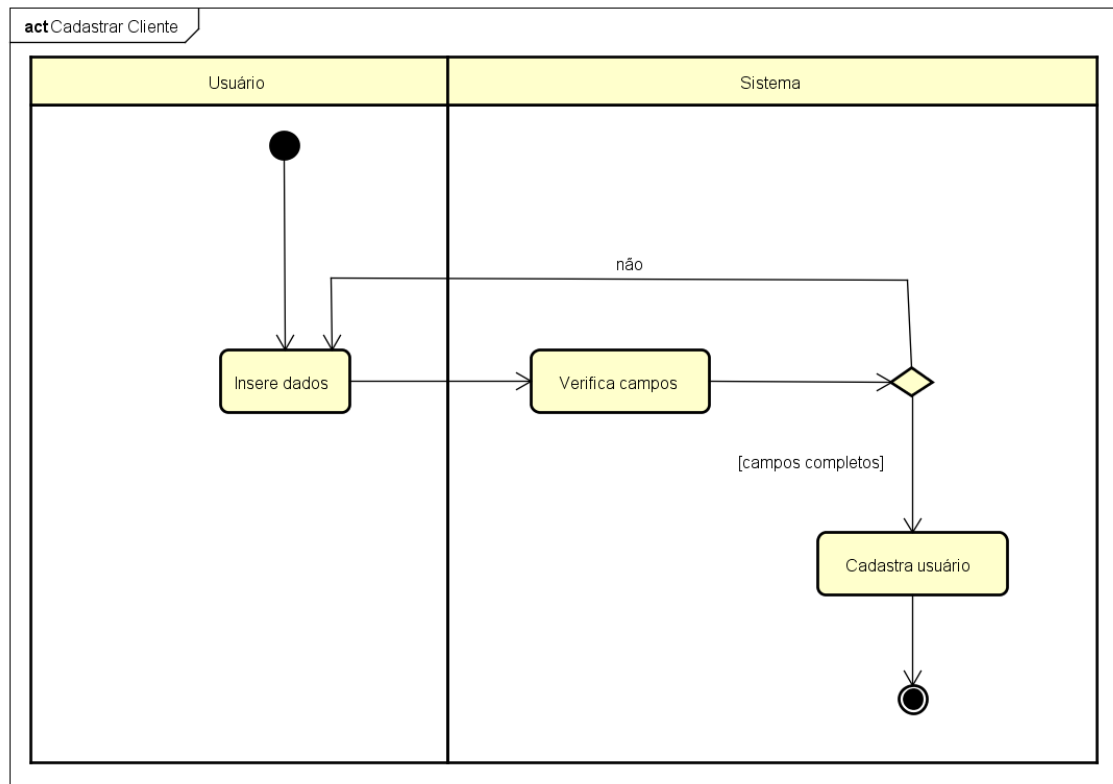 act Cadastrar Cliente
Usuário
Sistema
não
Insere dados
Verifica campos
[campos completos]
Cadastra usuário